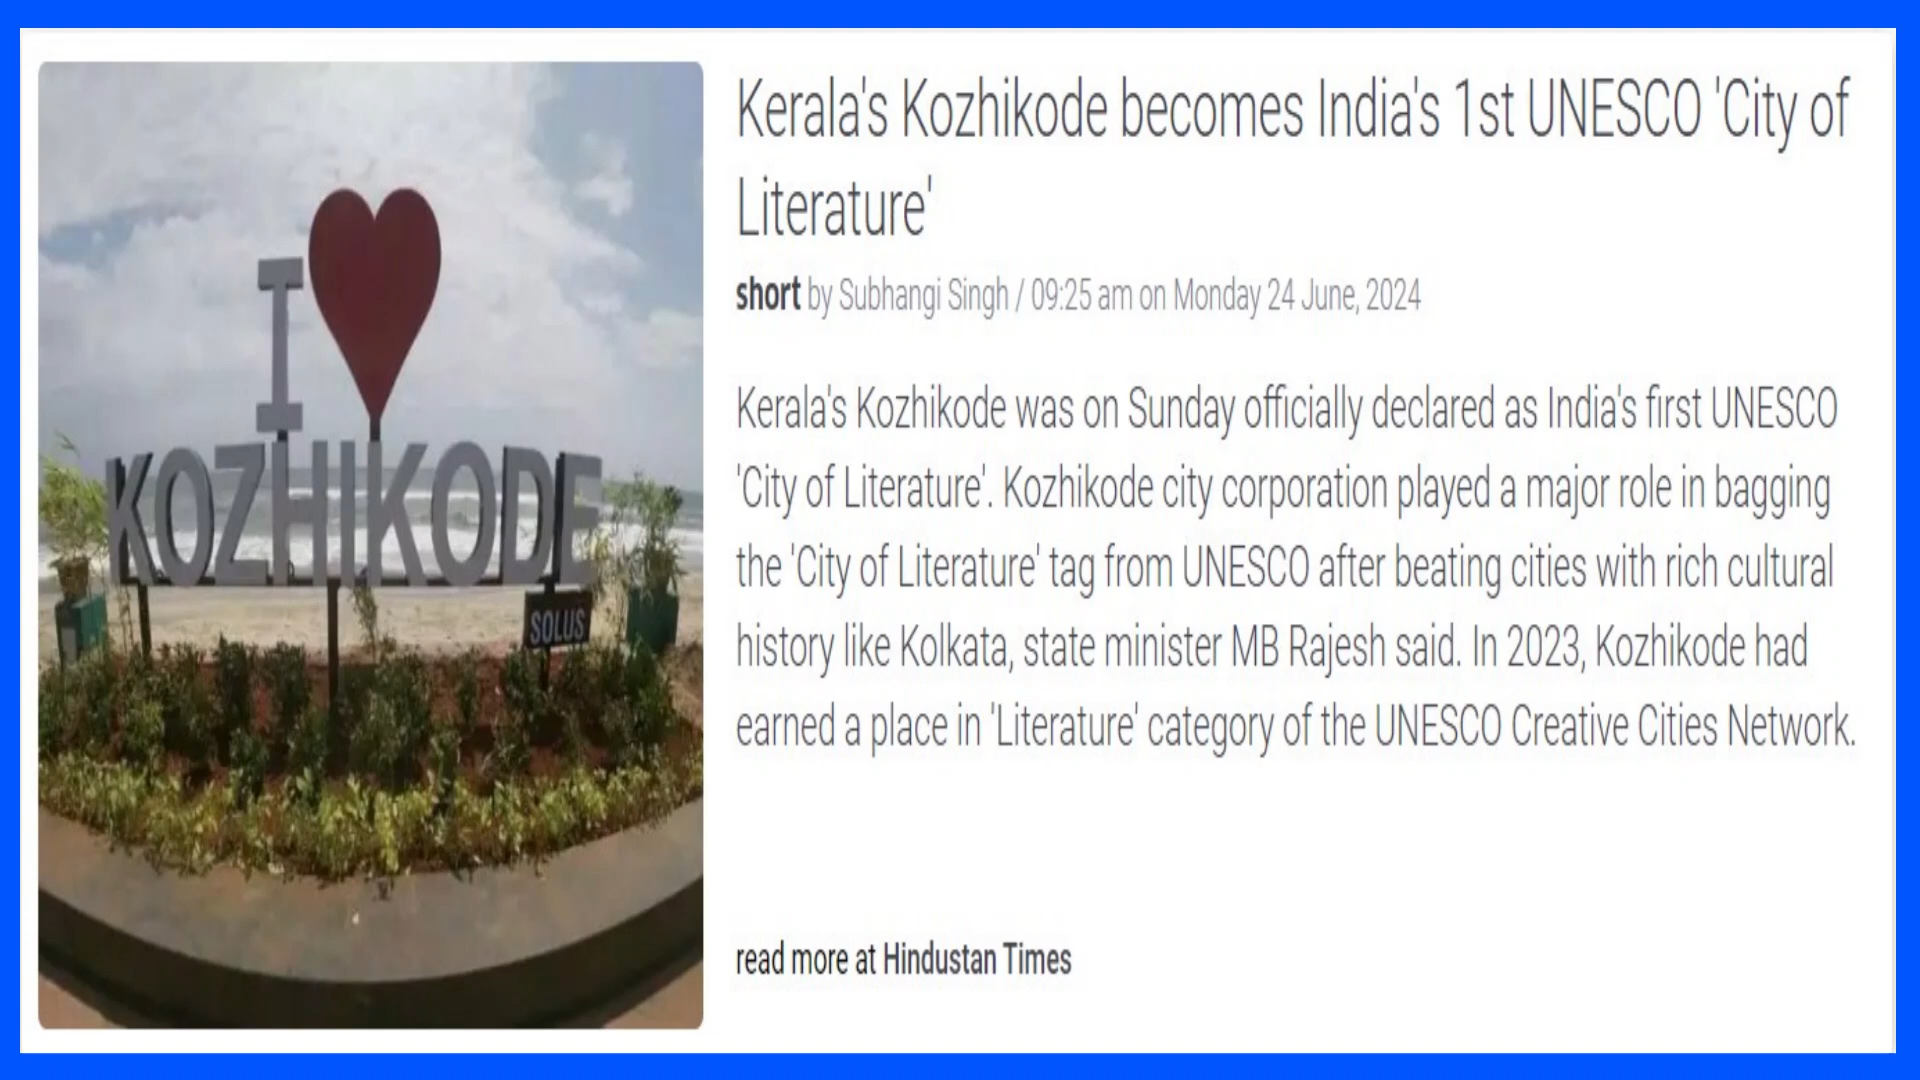 I
KOZHIKODE
SOLUS
Kerala's Kozhikode becomes India's 1st UNESCO 'City of
Literature'
short by Subhangi Singh / 09:25 am on Monday 24 June, 2024
Kerala's Kozhikode was on Sunday officially declared as India's first UNESCO
'City of Literature'. Kozhikode city corporation played a major role in bagging
the 'City of Literature' tag from UNESCO after beating cities with rich cultural
history like Kolkata, state minister MB Rajesh said. In 2023, Kozhikode had
earned a place in 'Literature' category of the UNESCO Creative Cities Network.
read more at Hindustan Times